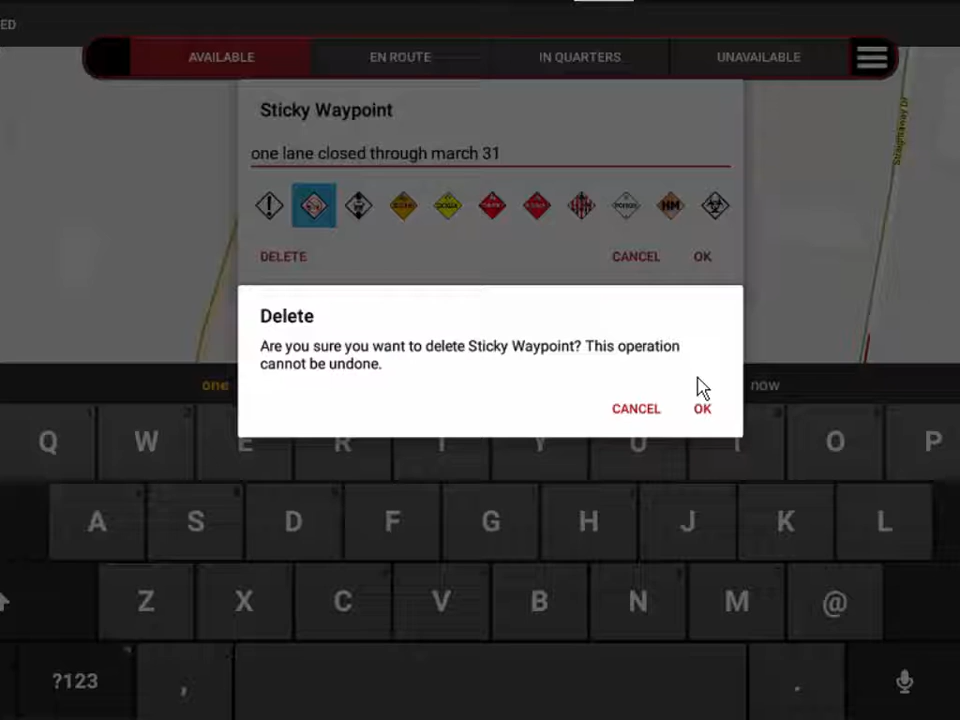 ED
AVAILABLE EN ROUTE IN QUARTERS UNAVAILABLE
Straightaway Dr
Sticky Waypoint
one lane closed through march 31
DELETE CANCEL OK
Delete
Are you sure you want to delete Sticky Waypoint? This operation
cannot be undone.
CANCEL OK
one now
Q W E R T Y U I O P
A S D F G H J K L
Z X C V B N M @
?123 , .